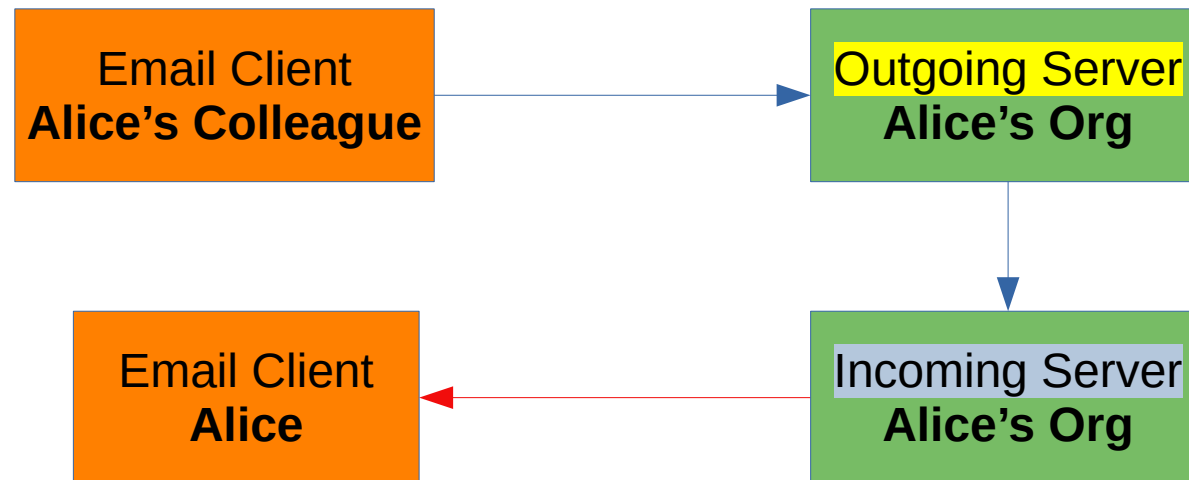 Email Client
Alice’s Colleague
Outgoing Server
Alice’s Org
Email Client
Alice
Incoming Server
Alice’s Org